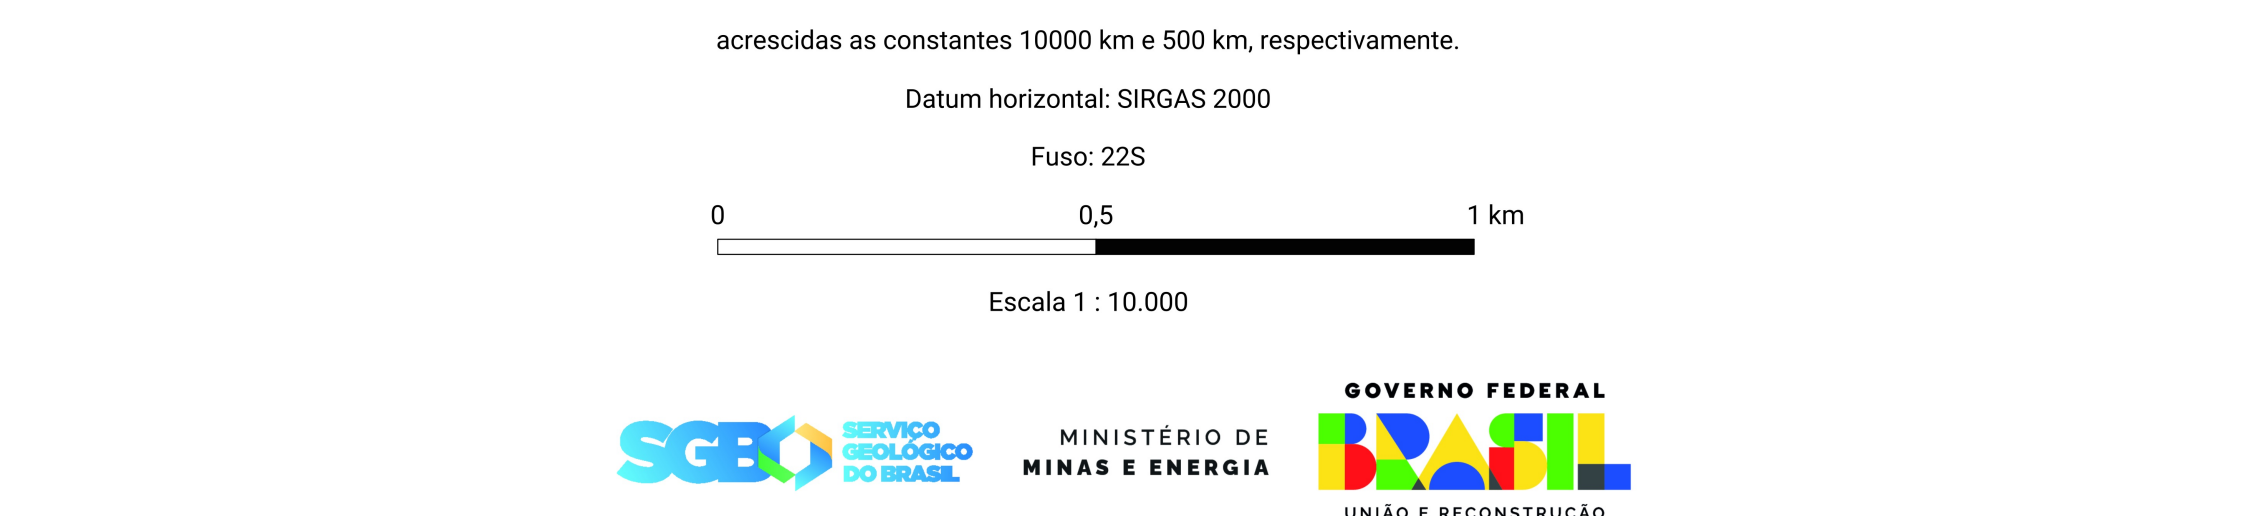 acrescidas as constantes 10000 km e 500 km, respectivamente.
Datum horizontal: SIRGAS 2000
Fuso: 22S
0 0,5 1 km
Escala 1 : 10.000
GOVERNO FEDERAL
SGB SERVIÇO GEOLÓGICO DO BRASIL
MINISTÉRIO DE
MINAS E ENERGIA
BRASIL
UNIÃO E RECONSTRUÇÃO